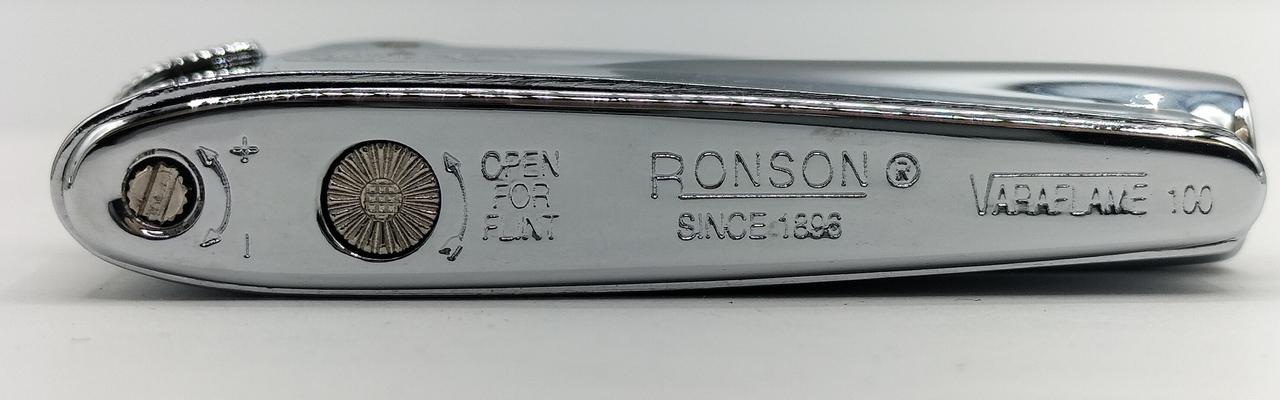 +
-
OPEN
FOR
FLINT
RONSON ®
SINCE 1896
VARAFLAME 100